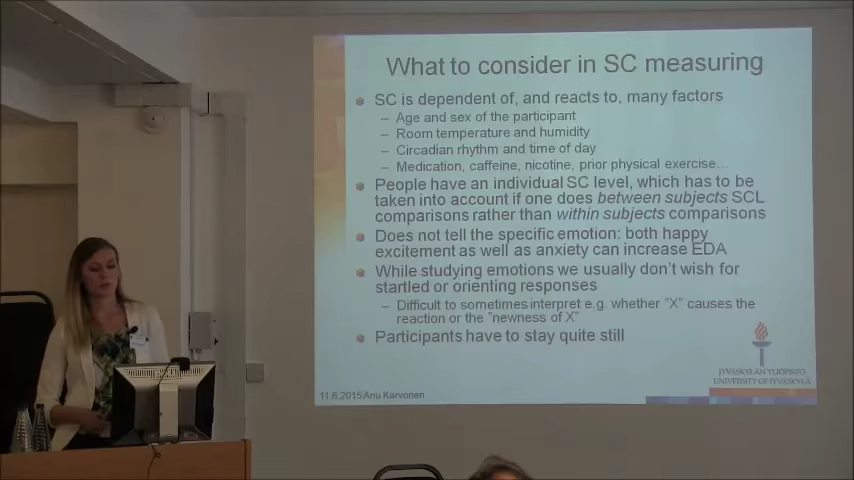 What to consider in SC measuring
SC is dependent of, and reacts to, many factors
– Age and sex of the participant
– Room temperature and humidity
– Circadian rhythm and time of day
– Medication, caffeine, nicotine, prior physical exercise…
People have an individual SC level, which has to be
taken into account if one does between subjects SCL
comparisons rather than within subjects comparisons
Does not tell the specific emotion: both happy
excitement as well as anxiety can increase EDA
While studying emotions we usually don't wish for
startled or orienting responses
– Difficult to sometimes interpret e.g. whether "X" causes the
reaction or the "newness of X"
Participants have to stay quite still
JYVÄSKYLÄN YLIOPISTO
UNIVERSITY OF JYVÄSKYLÄ
11.6.2015 Anu Karvonen